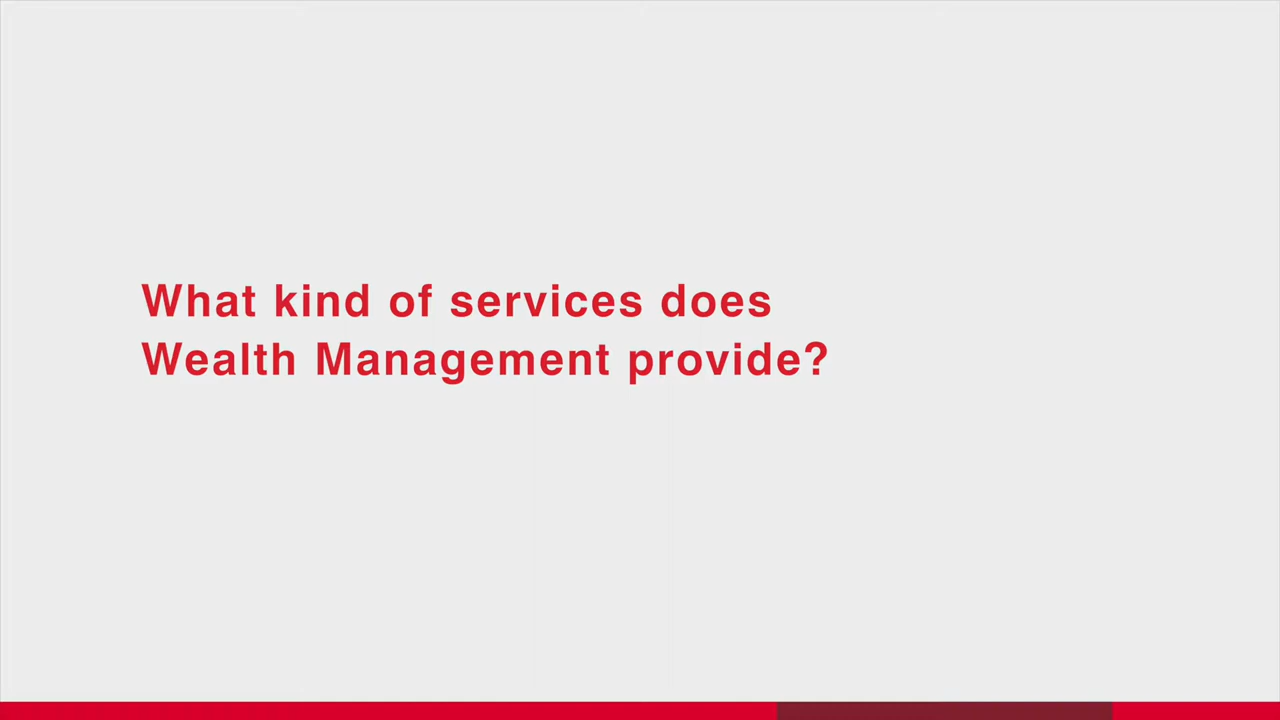 What kind of services does
Wealth Management provide?